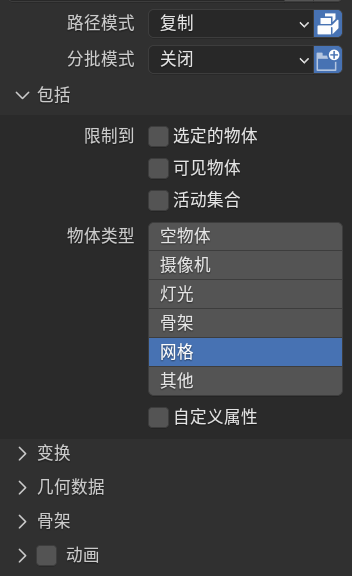 路径模式 复制
分批模式 关闭
包括
限制到 选定的物体
可见物体
活动集合
物体类型 空物体
摄像机
灯光
骨架
网格
其他
自定义属性
变换
几何数据
骨架
动画